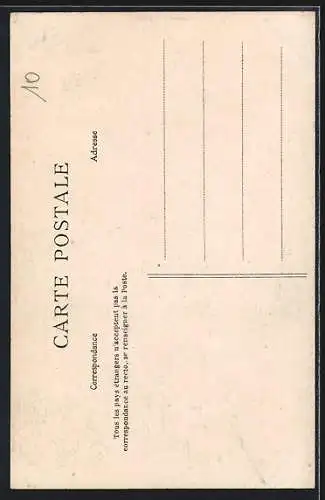 10
CARTE POSTALE
Correspondance
Adresse
Tous les pays étrangers n'acceptent pas la
correspondance au recto, se renseigner à la Poste.